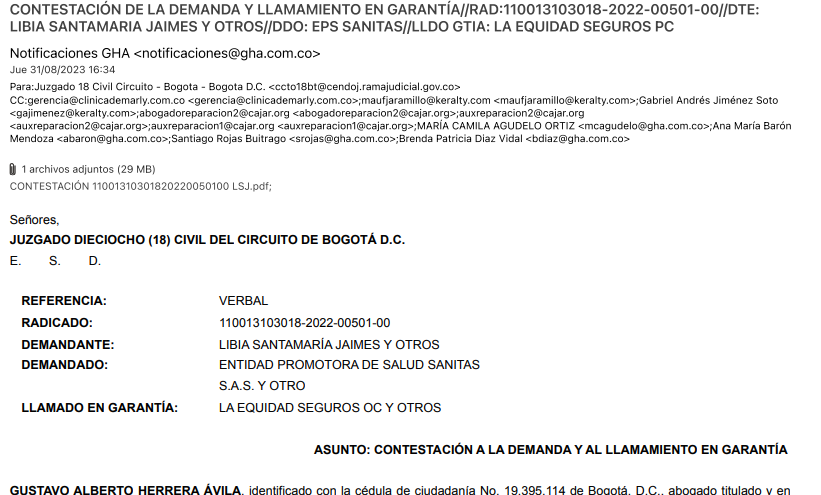 CONTESTACIÓN DE LA DEMANDA Y LLAMAMIENTO EN GARANTÍA//RAD:110013103018-2022-00501-00//DTE:
LIBIA SANTAMARIA JAIMES Y OTROS//DDO: EPS SANITAS//LLDO GTIA: LA EQUIDAD SEGUROS PC
Notificaciones GHA <notificaciones@gha.com.co>
Jue 31/08/2023 16:34
Para:Juzgado 18 Civil Circuito - Bogota - Bogota D.C. <ccto18bt@cendoj.ramajudicial.gov.co>
CC:gerencia@clinicademarly.com.co <gerencia@clinicademarly.com.co>;maufjaramillo@keralty.com <maufjaramillo@keralty.com>;Gabriel Andrés Jiménez Soto
<gajimenez@keralty.com>;abogadoreparacion2@cajar.org <abogadoreparacion2@cajar.org>;auxreparacion2@cajar.org
<auxreparacion2@cajar.org>;auxreparacion1@cajar.org <auxreparacion1@cajar.org>;MARÍA CAMILA AGUDELO ORTIZ <mcagudelo@gha.com.co>;Ana María Barón
Mendoza <abaron@gha.com.co>;Santiago Rojas Buitrago <srojas@gha.com.co>;Brenda Patricia Diaz Vidal <bdiaz@gha.com.co>
1 archivos adjuntos (29 MB)
CONTESTACIÓN 11001310301820220050100 LSJ.pdf;
Señores,
JUZGADO DIECIOCHO (18) CIVIL DEL CIRCUITO DE BOGOTÁ D.C.
E. S. D.
REFERENCIA: VERBAL
RADICADO: 110013103018-2022-00501-00
DEMANDANTE: LIBIA SANTAMARÍA JAIMES Y OTROS
DEMANDADO: ENTIDAD PROMOTORA DE SALUD SANITAS
S.A.S. Y OTRO
LLAMADO EN GARANTÍA: LA EQUIDAD SEGUROS OC Y OTROS
ASUNTO: CONTESTACIÓN A LA DEMANDA Y AL LLAMAMIENTO EN GARANTÍA
GUSTAVO ALBERTO HERRERA ÁVILA, identificado con la cédula de ciudadanía No. 19.395.114 de Bogotá, D.C., abogado titulado y en